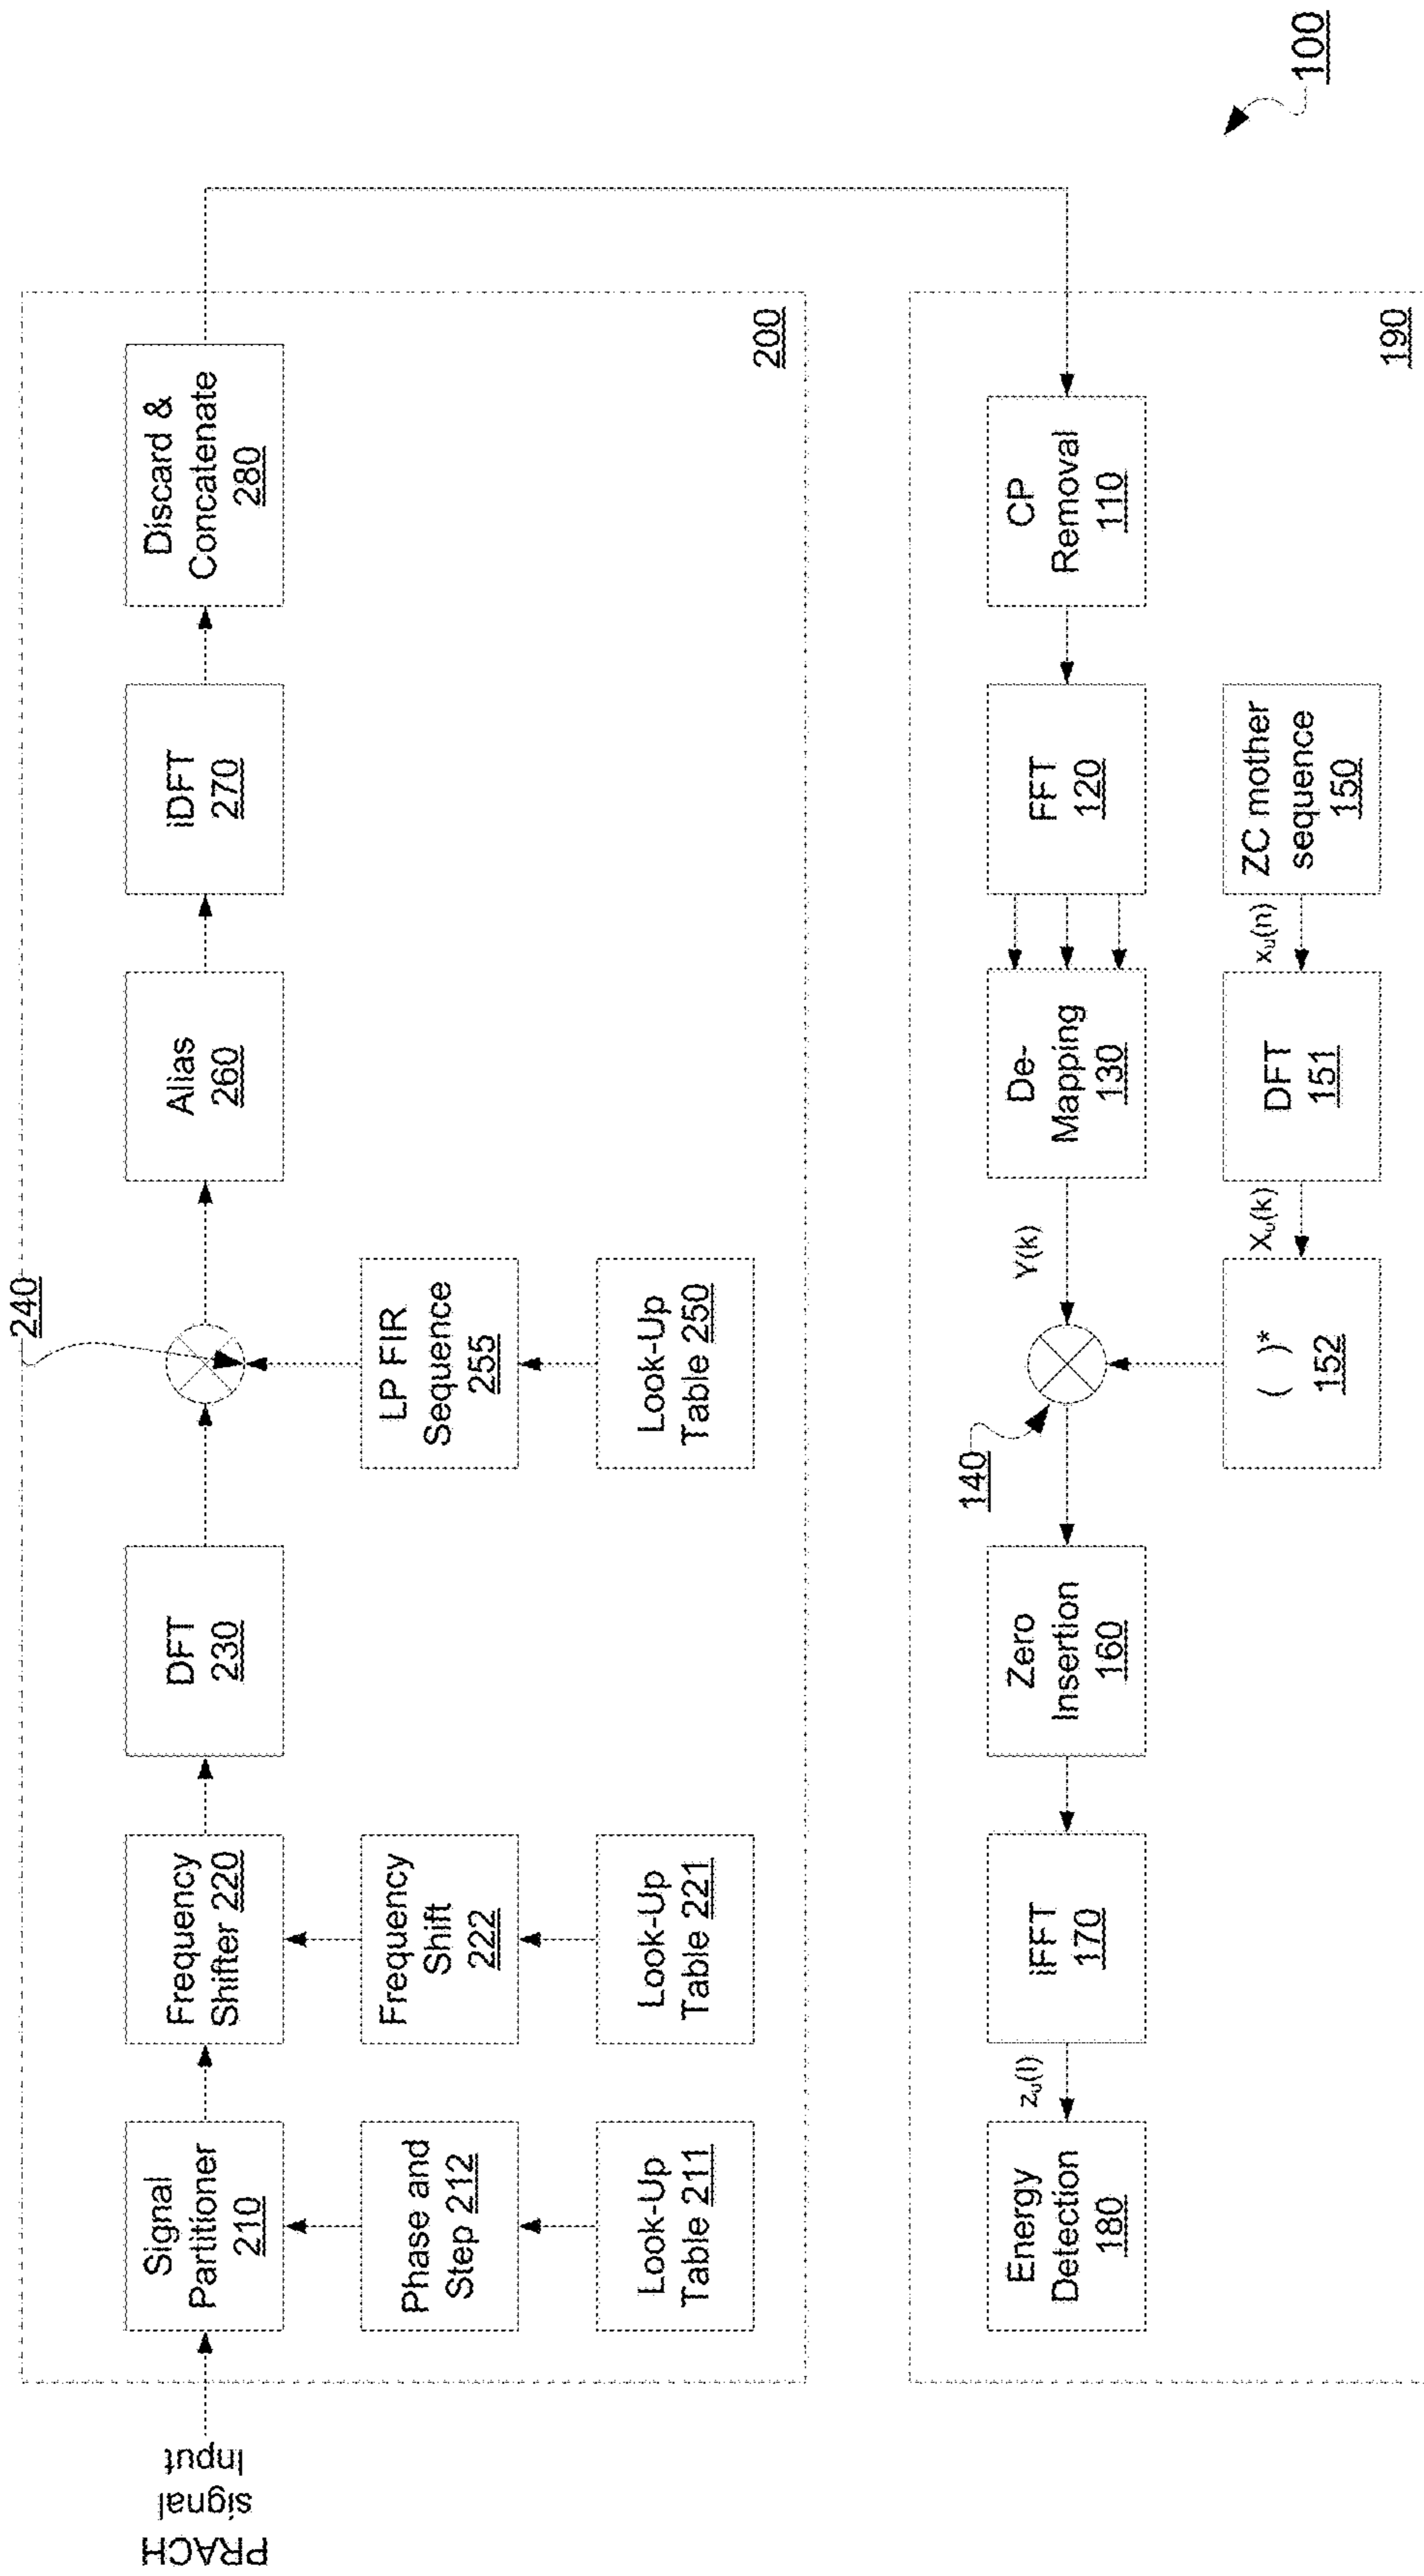 PRACH
signal
Input
Signal
Partitioner
210
Frequency
Shifter 220
DFT
230
240
Alias
260
iDFT
270
Discard &
Concatenate
280
Phase and
Step 212
Frequency
Shift
222
LP FIR
Sequence
255
Look-Up
Table 211
Look-Up
Table 221
Look-Up
Table 250
200
100
CP
Removal
110
FFT
120
De-
Mapping
130
Y(k)
140
Zero
Insertion
160
iFFT
170
zᵤ(l)
Energy
Detection
180
ZC mother
sequence
150
xᵤ(n)
DFT
151
Xᵤ(k)
( )*
152
190